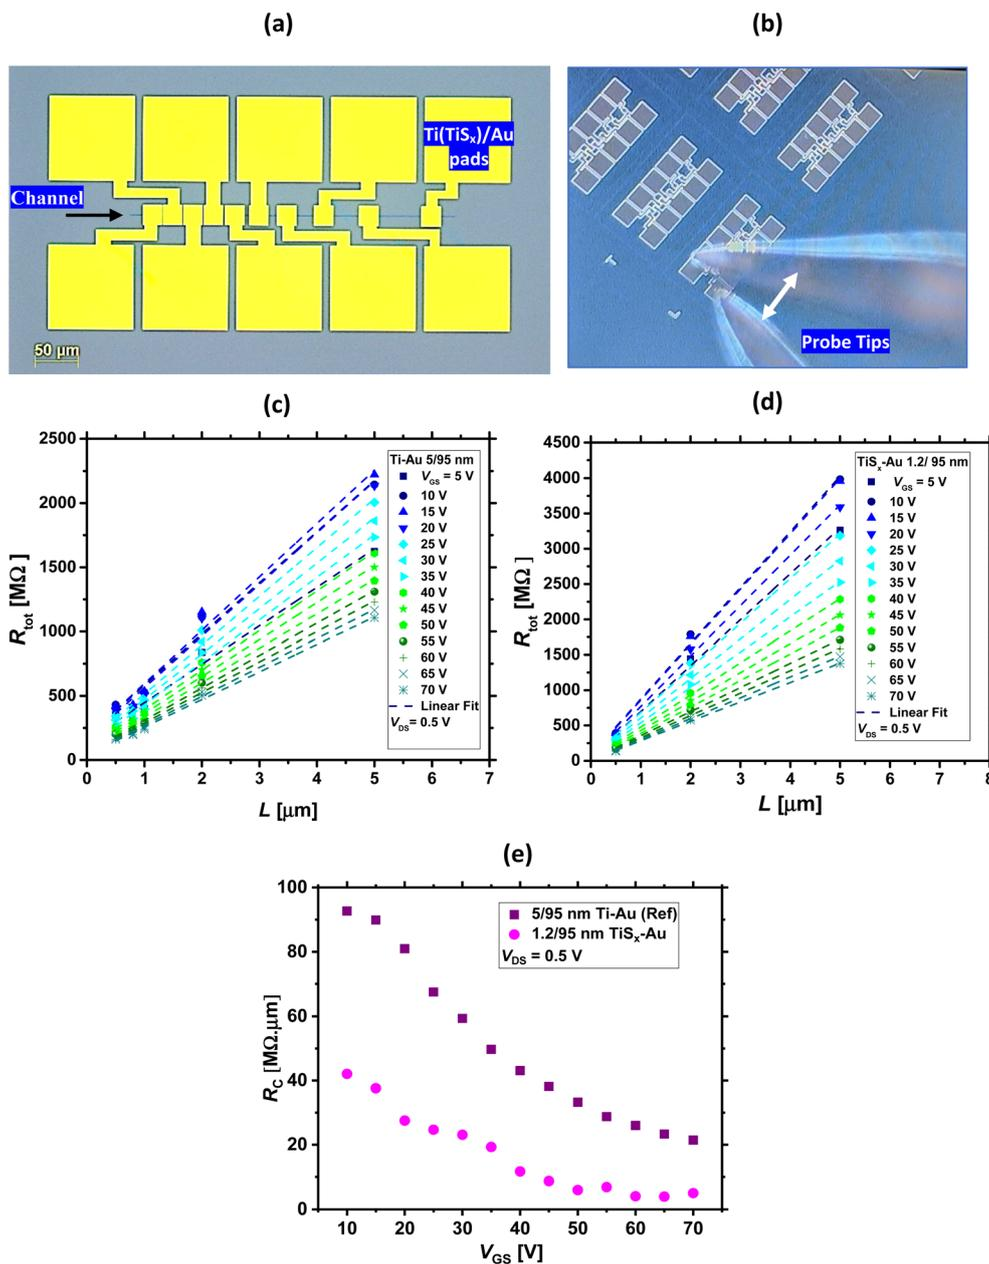 (a)
(b)
Ti(TiSx)/Au
pads
Channel
50 µm
Probe Tips
(c)
(d)
Ti-Au 5/95 nm
VGS = 5 V
10 V
15 V
20 V
25 V
30 V
35 V
40 V
45 V
50 V
55 V
60 V
65 V
70 V
Linear Fit
VDS = 0.5 V
Rtot [MΩ]
2500
2000
1500
1000
500
0
0 1 2 3 4 5 6 7
L [µm]
TiSx-Au 1.2/ 95 nm
VGS = 5 V
10 V
15 V
20 V
25 V
30 V
35 V
40 V
45 V
50 V
55 V
60 V
65 V
70 V
Linear Fit
VDS = 0.5 V
Rtot [MΩ]
4500
4000
3500
3000
2500
2000
1500
1000
500
0
0 1 2 3 4 5 6 7 8
L [µm]
(e)
5/95 nm Ti-Au (Ref)
1.2/95 nm TiSx-Au
VDS = 0.5 V
RC [MΩ.µm]
100
80
60
40
20
0
10 20 30 40 50 60 70
VGS [V]